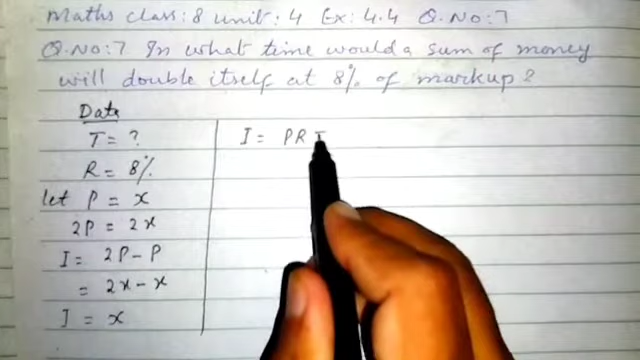 Maths class: 8 unit: 4 Ex: 4.4 Q.No: 7
Q.No: 7 In what time would a sum of money
will double itself at 8% of markup?
Data
T = ?
R = 8%
let P = x
2P = 2x
I = 2P - P
= 2x - x
I = x
I = PRT